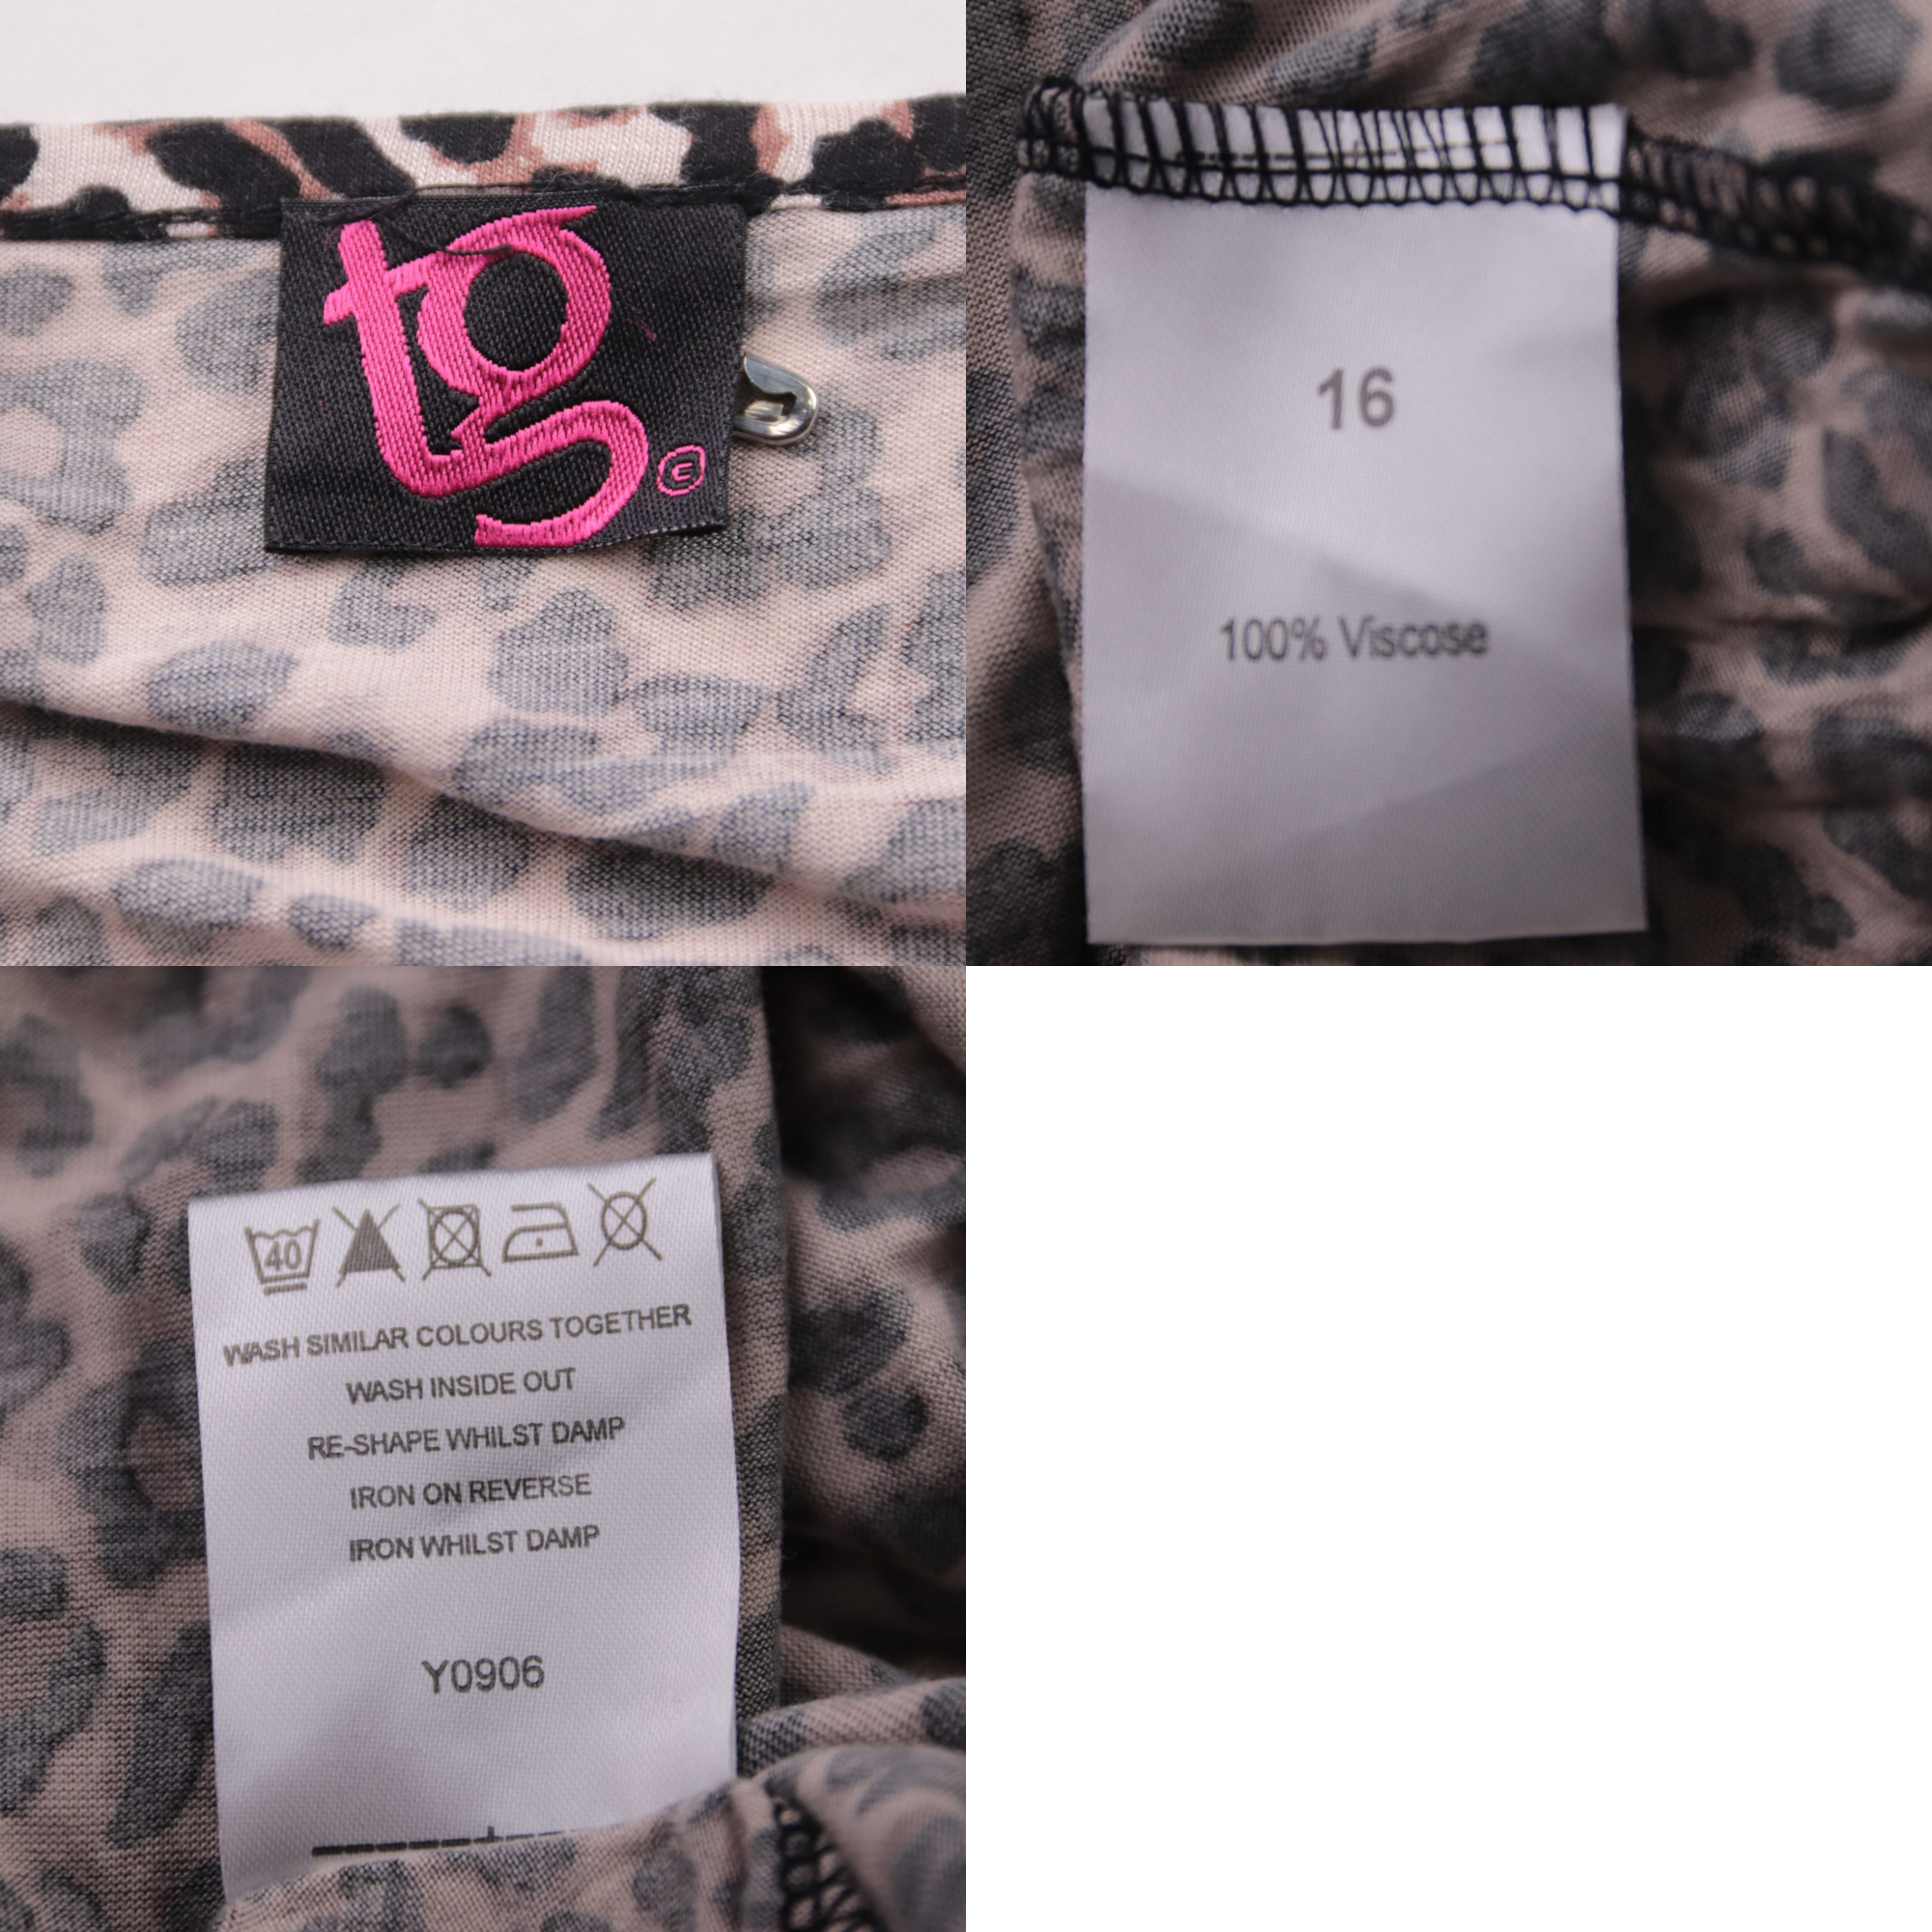 tg
©
16
100% Viscose
40
WASH SIMILAR COLOURS TOGETHER
WASH INSIDE OUT
RE-SHAPE WHILST DAMP
IRON ON REVERSE
IRON WHILST DAMP
Y0906